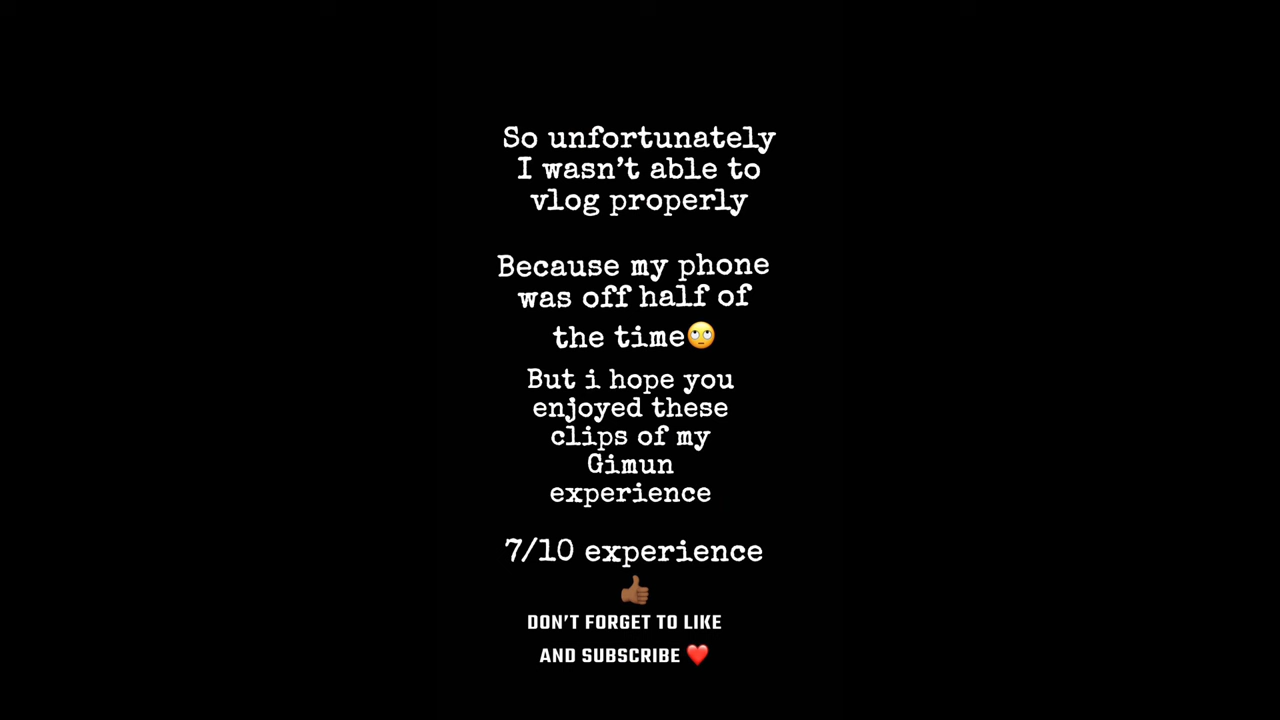 So unfortunately
I wasn’t able to
vlog properly
Because my phone
was off half of
the time🙄
But i hope you
enjoyed these
clips of my
Gimun
experience
7/10 experience
👍🏾
DON’T FORGET TO LIKE
AND SUBSCRIBE ❤️